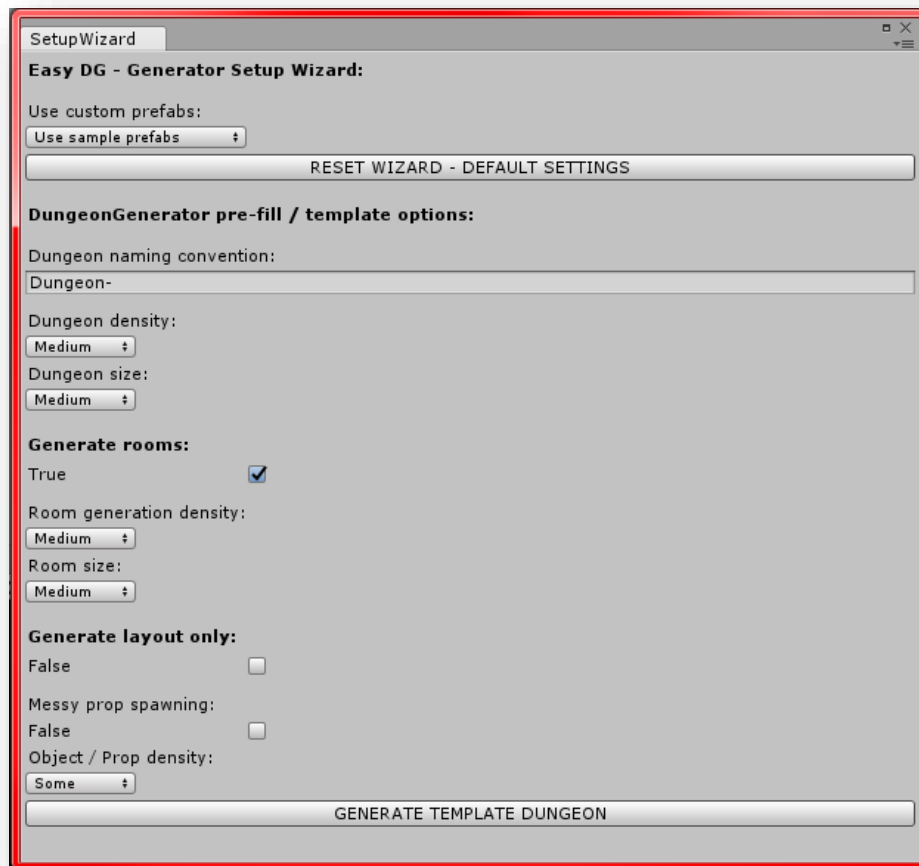 SetupWizard
Easy DG - Generator Setup Wizard:
Use custom prefabs:
Use sample prefabs
RESET WIZARD - DEFAULT SETTINGS
DungeonGenerator pre-fill / template options:
Dungeon naming convention:
Dungeon-
Dungeon density:
Medium
Dungeon size:
Medium
Generate rooms:
True
Room generation density:
Medium
Room size:
Medium
Generate layout only:
False
Messy prop spawning:
False
Object / Prop density:
Some
GENERATE TEMPLATE DUNGEON